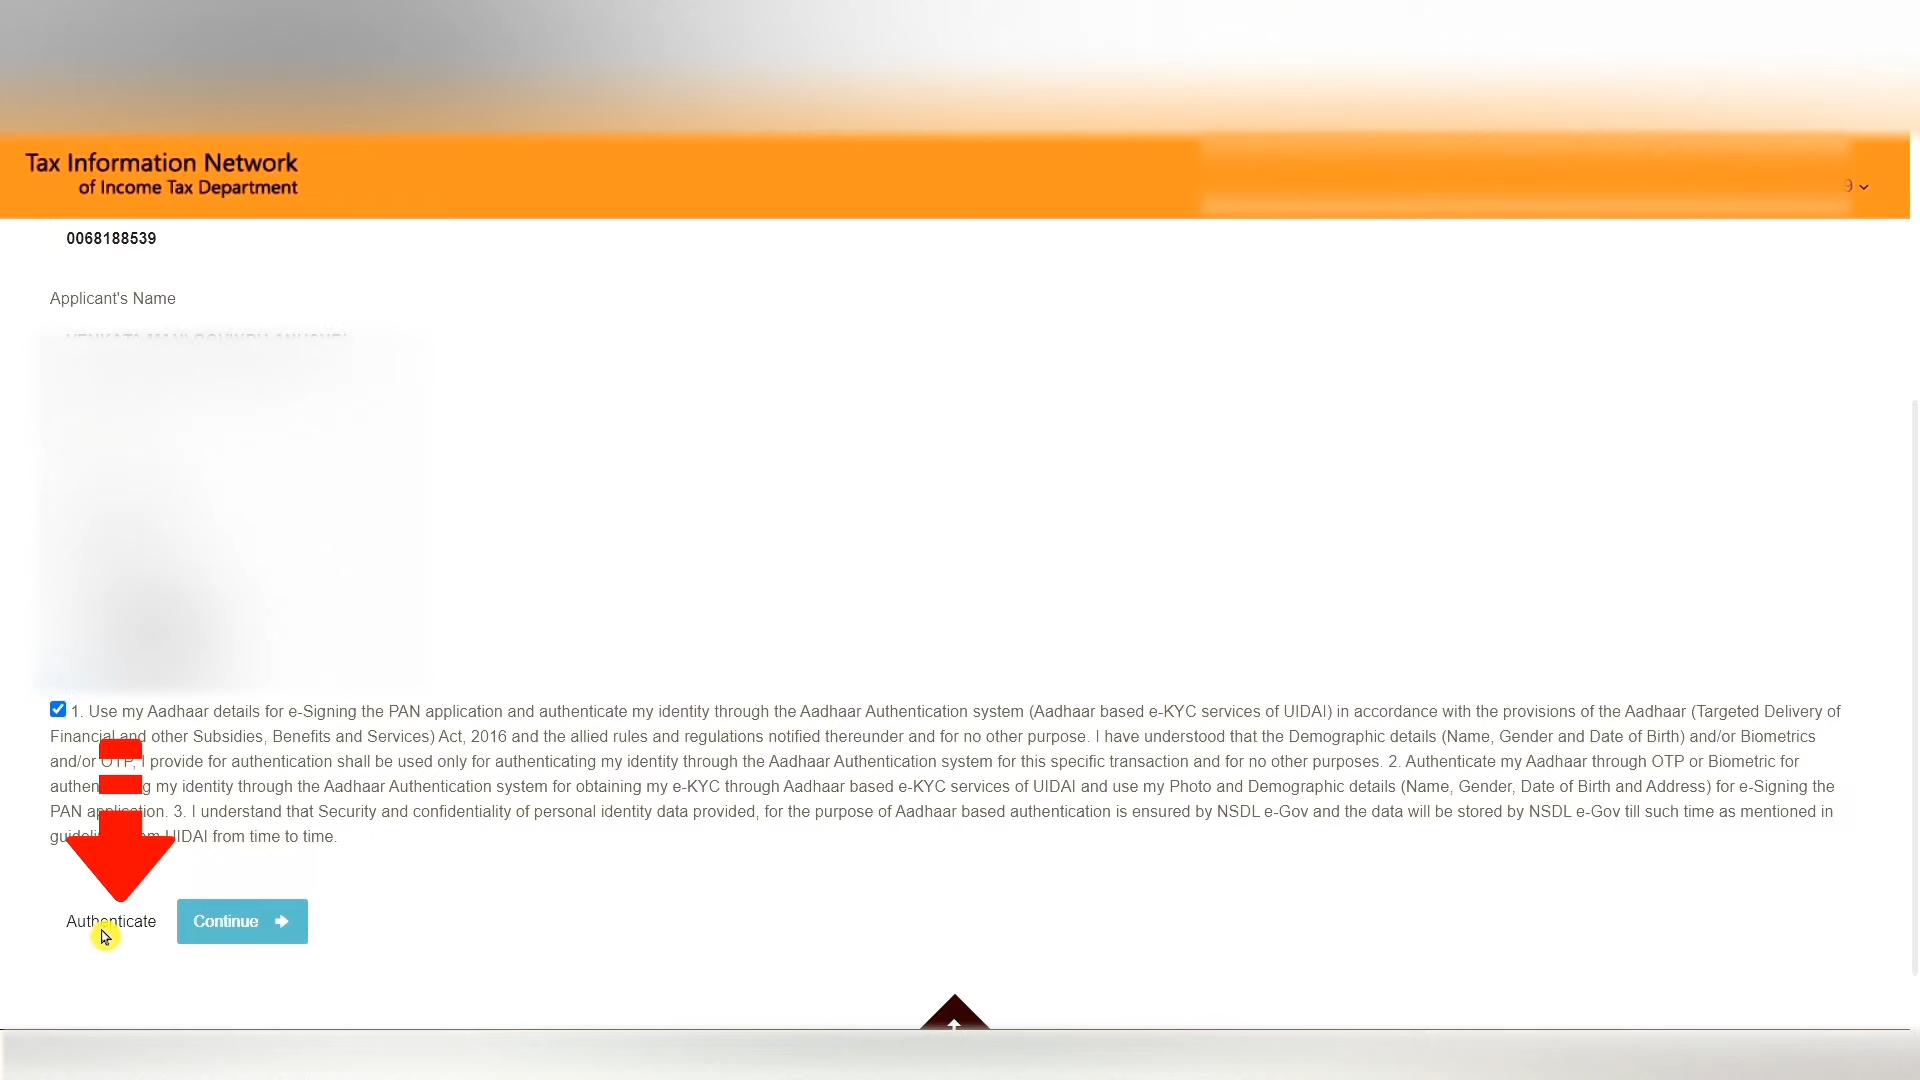 Tax Information Network
of Income Tax Department
9
0068188539
Applicant's Name
1. Use my Aadhaar details for e-Signing the PAN application and authenticate my identity through the Aadhaar Authentication system (Aadhaar based e-KYC services of UIDAI) in accordance with the provisions of the Aadhaar (Targeted Delivery of
Financial and other Subsidies, Benefits and Services) Act, 2016 and the allied rules and regulations notified thereunder and for no other purpose. I have understood that the Demographic details (Name, Gender and Date of Birth) and/or Biometrics
and/or OTP, I provide for authentication shall be used only for authenticating my identity through the Aadhaar Authentication system for this specific transaction and for no other purposes. 2. Authenticate my Aadhaar through OTP or Biometric for
my identity through the Aadhaar Authentication system for obtaining my e-KYC through Aadhaar based e-KYC services of UIDAI and use my Photo and Demographic details (Name, Gender, Date of Birth and Address) for e-Signing the
PAN application. 3. I understand that Security and confidentiality of personal identity data provided, for the purpose of Aadhaar based authentication is ensured by NSDL e-Gov and the data will be stored by NSDL e-Gov till such time as mentioned in
UIDAI from time to time.
Authenticate
Continue